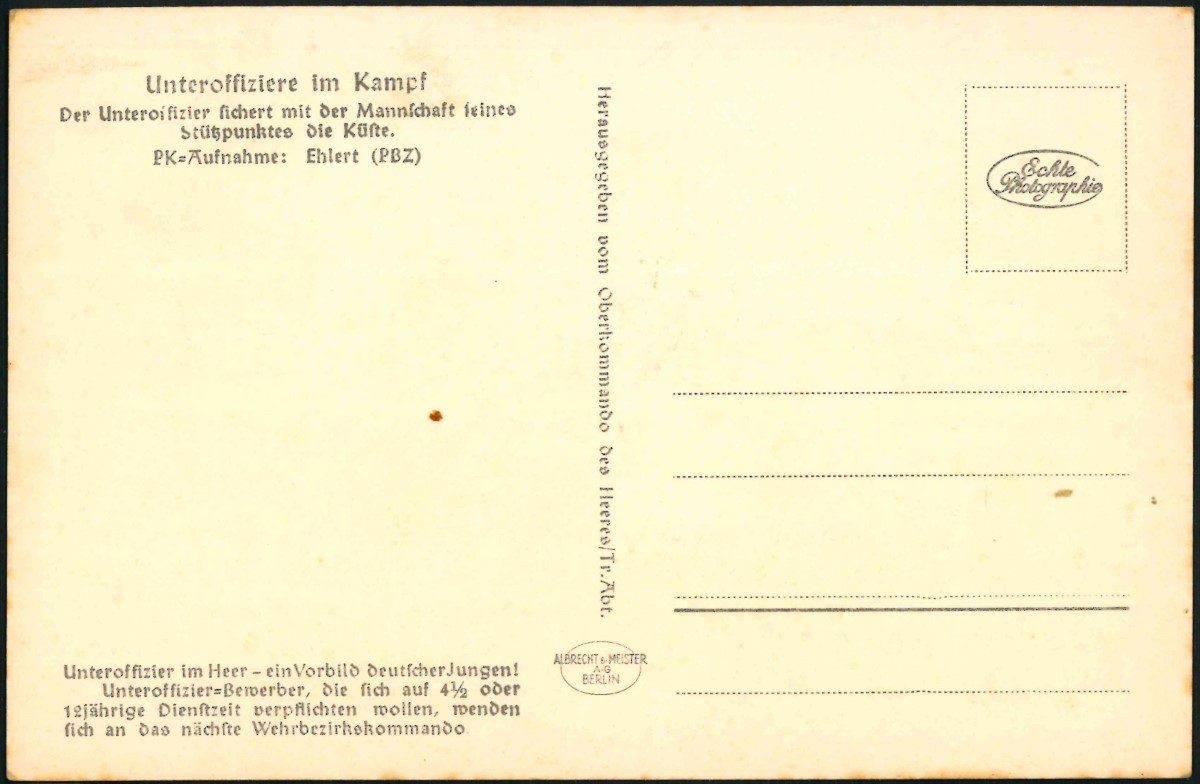 Unteroffiziere im Kampf
Der Unteroffizier ſichert mit der Mannſchaft ſeines
Stützpunktes die Küſte.
PK=Aufnahme: Ehlert (PBZ)
Herausgegeben vom Oberkommando des Heeres/Tr. Abt.
Echte
Photographie
Unteroffizier im Heer – ein Vorbild deutſcher Jungen!
Unteroffizier=Bewerber, die ſich auf 4½ oder
12jährige Dienſtzeit verpflichten wollen, wenden
ſich an das nächſte Wehrbezirkskommando.
ALBRECHT & MEISTER
A-G
BERLIN